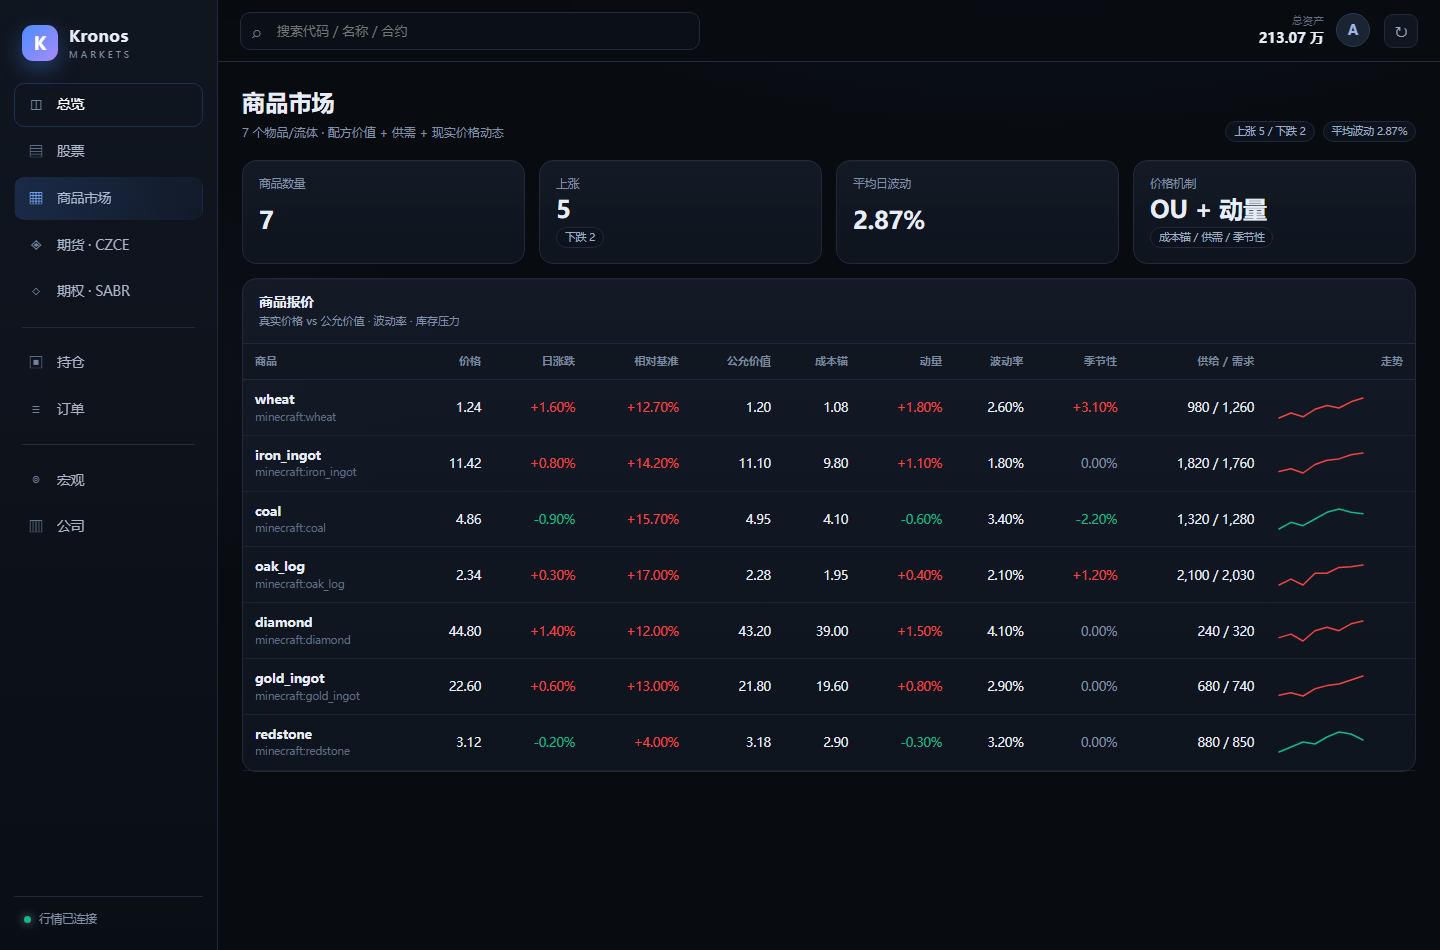 K
Kronos
MARKETS
总览
股票
商品市场
期货 · CZCE
期权 · SABR
持仓
订单
宏观
公司
行情已连接
搜索代码 / 名称 / 合约
总资产
213.07 万
A
商品市场
7 个物品/流体 · 配方价值 + 供需 + 现实价格动态
上涨 5 / 下跌 2
平均波动 2.87%
商品数量
7
上涨
5
下跌 2
平均日波动
2.87%
价格机制
OU + 动量
成本锚 / 供需 / 季节性
商品报价
真实价格 vs 公允价值 · 波动率 · 库存压力
商品 价格 日涨跌 相对基准 公允价值 成本锚 动量 波动率 季节性 供给 / 需求 走势
wheat
minecraft:wheat
1.24 +1.60% +12.70% 1.20 1.08 +1.80% 2.60% +3.10% 980 / 1,260
iron_ingot
minecraft:iron_ingot
11.42 +0.80% +14.20% 11.10 9.80 +1.10% 1.80% 0.00% 1,820 / 1,760
coal
minecraft:coal
4.86 -0.90% +15.70% 4.95 4.10 -0.60% 3.40% -2.20% 1,320 / 1,280
oak_log
minecraft:oak_log
2.34 +0.30% +17.00% 2.28 1.95 +0.40% 2.10% +1.20% 2,100 / 2,030
diamond
minecraft:diamond
44.80 +1.40% +12.00% 43.20 39.00 +1.50% 4.10% 0.00% 240 / 320
gold_ingot
minecraft:gold_ingot
22.60 +0.60% +13.00% 21.80 19.60 +0.80% 2.90% 0.00% 680 / 740
redstone
minecraft:redstone
3.12 -0.20% +4.00% 3.18 2.90 -0.30% 3.20% 0.00% 880 / 850